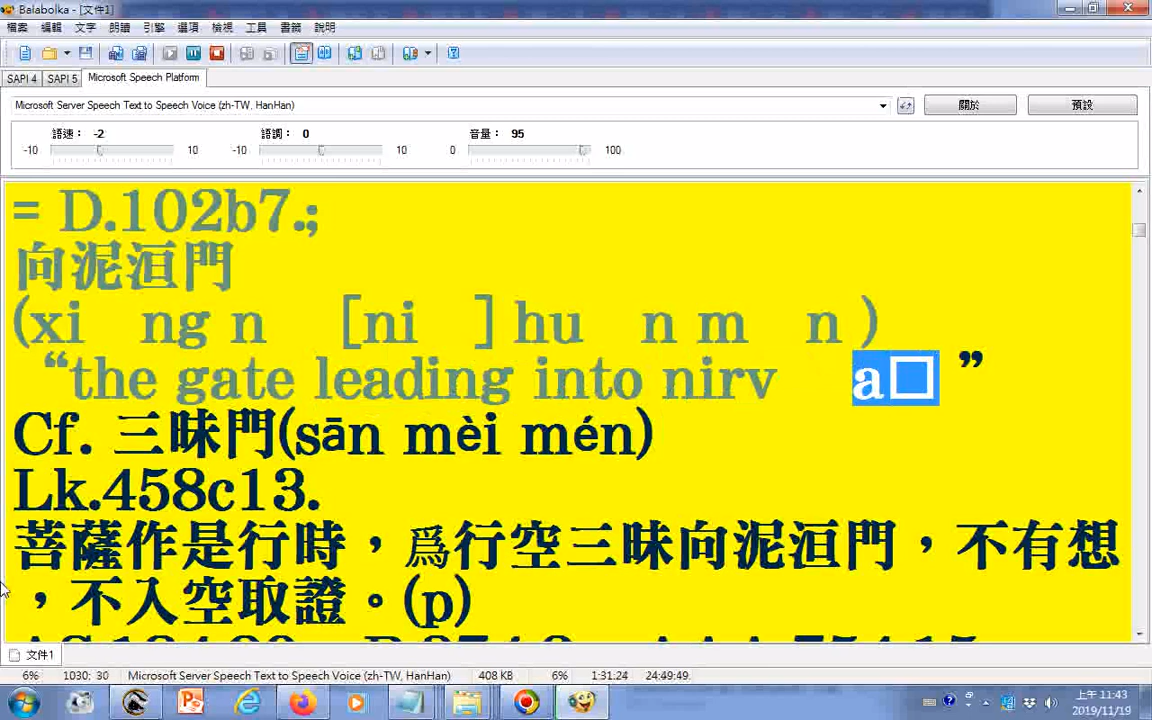 Balabolka - [文件1]
檔案 編輯 文字 朗讀 引擎 選項 檢視 工具 書籤 說明
SAPI 4 SAPI 5 Microsoft Speech Platform
Microsoft Server Speech Text to Speech Voice (zh-TW, HanHan) 關於 預設
語速: -2 語調: 0 音量: 95
-10 10 -10 10 0 100
= D.102b7.;
向泥洹門
(xi ng n [ni ] hu n m n )
“the gate leading into nirv a□ ”
Cf. 三昧門(sān mèi mén)
Lk.458c13.
菩薩作是行時，爲行空三昧向泥洹門，不有想
，不入空取證。(p)
文件1
6% 1030; 30 Microsoft Server Speech Text to Speech Voice (zh-TW, HanHan) 408 KB 6% 1:31:24 24:49:49.
上午 11:43
2019/11/19